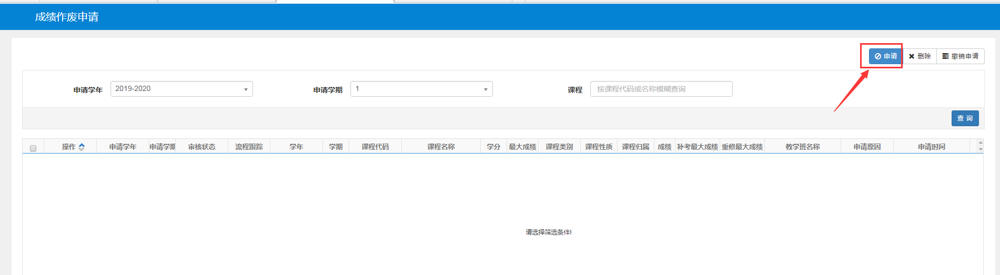 成绩作废申请
申请 删除 撤销申请
申请学年 2019-2020 申请学期 1 课程 按课程代码或名称模糊查询
查 询
操作 申请学年 申请学期 审核状态 流程跟踪 学年 学期 课程代码 课程名称 学分 最大成绩 课程类别 课程性质 课程归属 成绩 补考最大成绩 重修最大成绩 教学班名称 申请原因 申请时间
请选择筛选条件!